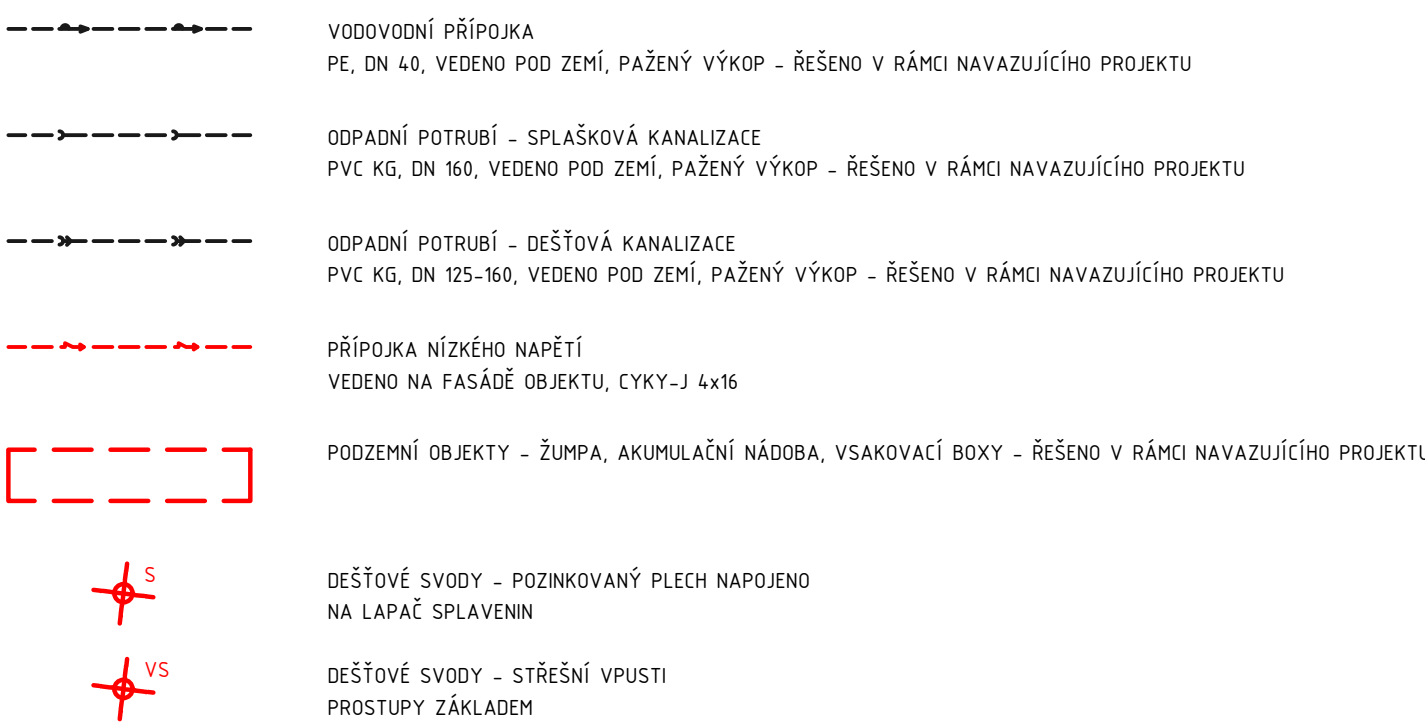 VODOVODNÍ PŘÍPOJKA
PE, DN 40, VEDENO POD ZEMÍ, PAŽENÝ VÝKOP - ŘEŠENO V RÁMCI NAVAZUJÍCÍHO PROJEKTU
ODPADNÍ POTRUBÍ - SPLAŠKOVÁ KANALIZACE
PVC KG, DN 160, VEDENO POD ZEMÍ, PAŽENÝ VÝKOP - ŘEŠENO V RÁMCI NAVAZUJÍCÍHO PROJEKTU
ODPADNÍ POTRUBÍ - DEŠŤOVÁ KANALIZACE
PVC KG, DN 125-160, VEDENO POD ZEMÍ, PAŽENÝ VÝKOP - ŘEŠENO V RÁMCI NAVAZUJÍCÍHO PROJEKTU
PŘÍPOJKA NÍZKÉHO NAPĚTÍ
VEDENO NA FASÁDĚ OBJEKTU, CYKY-J 4x16
PODZEMNÍ OBJEKTY - ŽUMPA, AKUMULAČNÍ NÁDOBA, VSAKOVACÍ BOXY - ŘEŠENO V RÁMCI NAVAZUJÍCÍHO PROJEKTU
S
DEŠŤOVÉ SVODY - POZINKOVANÝ PLECH NAPOJENO
NA LAPAČ SPLAVENIN
VS
DEŠŤOVÉ SVODY - STŘEŠNÍ VPUSTI
PROSTUPY ZÁKLADEM